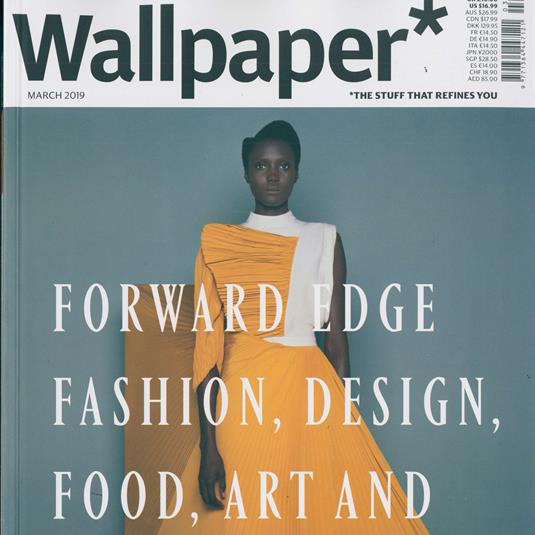 Wallpaper*
US $16.99
AUS $26.99
CDN $17.99
DKK 129.95
FR €14.50
DE €14.90
ITA €14.50
JPN ¥2000
SGP $28.50
ES €14.00
CHF 18.90
AED 85.00
MARCH 2019
*THE STUFF THAT REFINES YOU
FORWARD EDGE
FASHION, DESIGN,
FOOD, ART AND